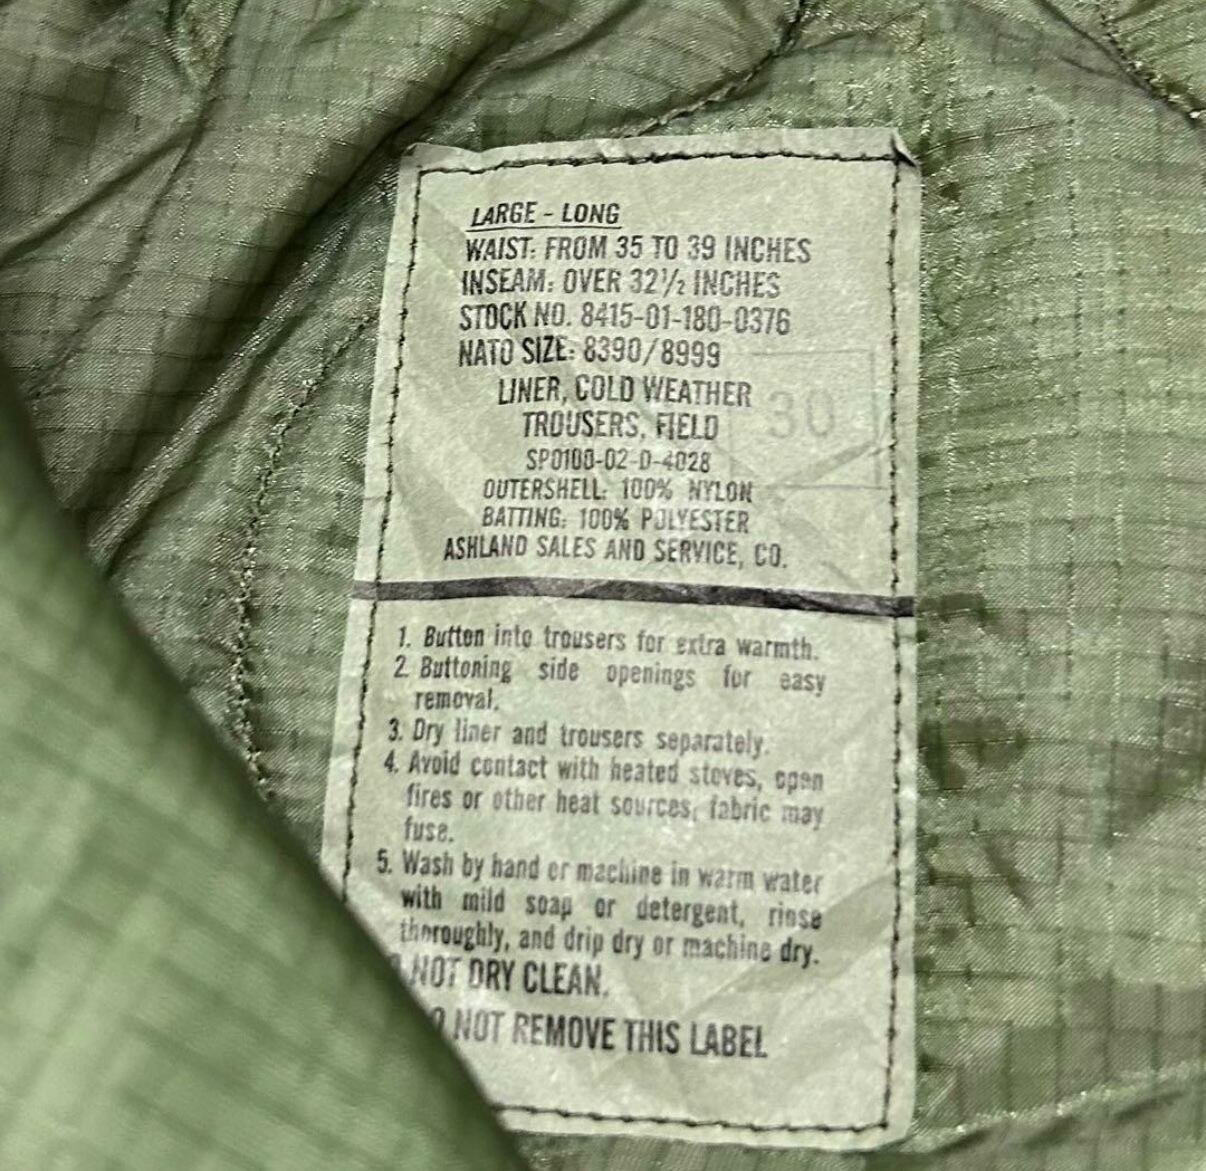 LARGE - LONG
WAIST: FROM 35 TO 39 INCHES
INSEAM: OVER 32 1/2 INCHES
STOCK NO. 8415-01-180-0376
NATO SIZE: 8390/8999
LINER, COLD WEATHER
TROUSERS, FIELD
30
SP0100-02-D-4028
OUTERSHELL: 100% NYLON
BATTING: 100% POLYESTER
ASHLAND SALES AND SERVICE, CO.
1. Button into trousers for extra warmth.
2. Buttoning side openings for easy
removal.
3. Dry liner and trousers separately.
4. Avoid contact with heated stoves, open
fires or other heat sources, fabric may
fuse.
5. Wash by hand or machine in warm water
with mild soap or detergent, rinse
thoroughly, and drip dry or machine dry.
O NOT DRY CLEAN.
O NOT REMOVE THIS LABEL